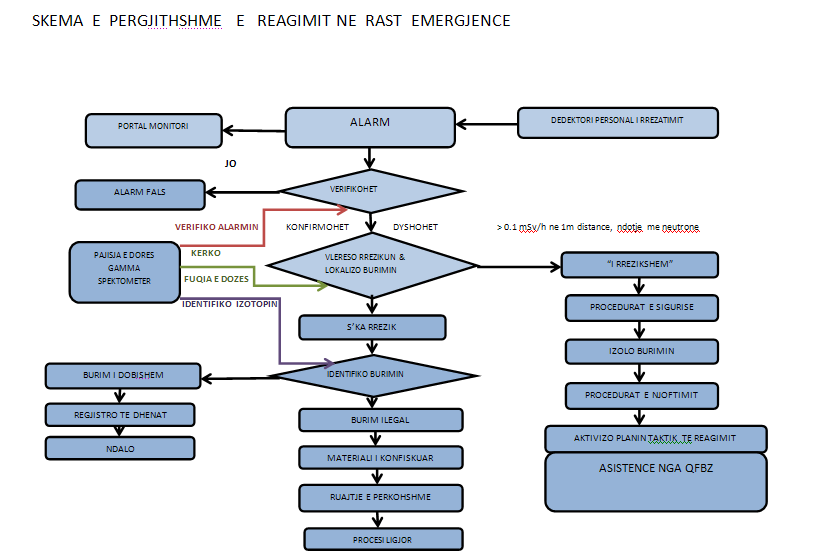 SKEMA E PERGJITHSHME E REAGIMIT NE RAST EMERGJENCE
PORTAL MONITORI
ALARM
DEDEKTORI PERSONAL I RREZATIMIT
JO
ALARM FALS
VERIFIKOHET
VERIFIKO ALARMIN
KONFIRMOHET
DYSHOHET
> 0.1 mSv/h ne 1m distance, ndotje me neutrone
PAJISJA E DORES
GAMMA
SPEKTOMETER
KERKO
FUQIA E DOZES
IDENTIFIKO IZOTOPIN
VLERESO RREZIKUN &
LOKALIZO BURIMIN
"I RREZIKSHEM"
PROCEDURAT E SIGURISE
S'KA RREZIK
IZOLO BURIMIN
BURIM I DOBISHEM
IDENTIFIKO BURIMIN
PROCEDURAT E NJOFTIMIT
REGJISTRO TE DHENAT
BURIM ILEGAL
AKTIVIZO PLANIN TAKTIK TE REAGIMIT
NDALO
MATERIALI I KONFISKUAR
ASISTENCE NGA QFBZ
RUAJTJE E PERKOHSHME
PROCESI LIGJOR